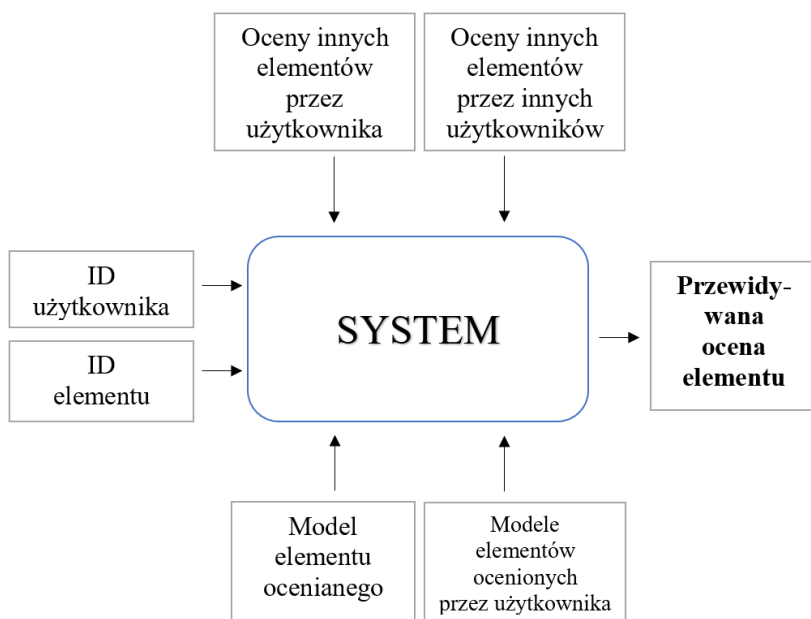 Oceny innych
elementów
przez
użytkownika
Oceny innych
elementów
przez innych
użytkowników
ID
użytkownika
ID
elementu
SYSTEM
Przewidy-
wana
ocena
elementu
Model
elementu
ocenianego
Modele
elementów
ocenionych
przez użytkownika